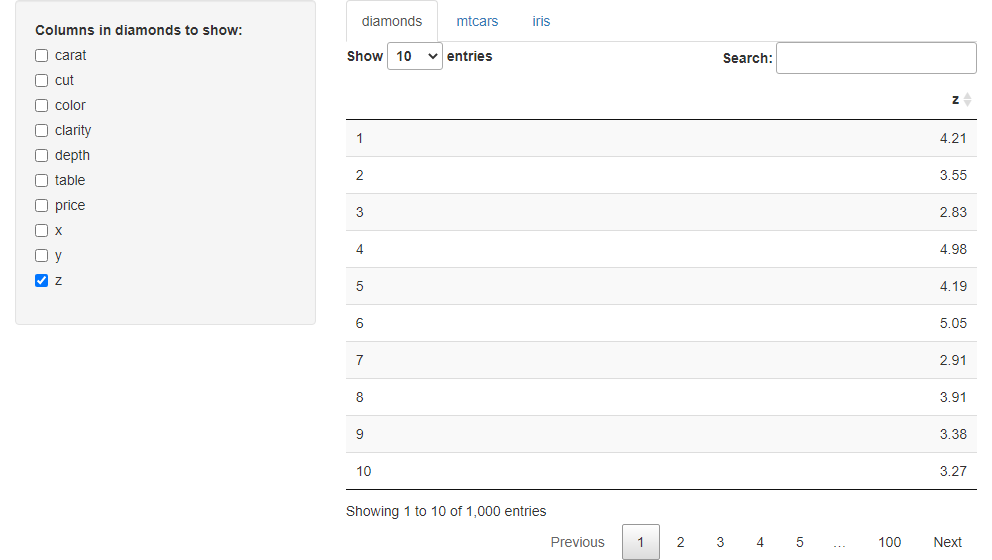 Columns in diamonds to show:
carat
cut
color
clarity
depth
table
price
x
y
z
diamonds mtcars iris
Show 10 entries Search:
z
1 4.21
2 3.55
3 2.83
4 4.98
5 4.19
6 5.05
7 2.91
8 3.91
9 3.38
10 3.27
Showing 1 to 10 of 1,000 entries
Previous 1 2 3 4 5 … 100 Next